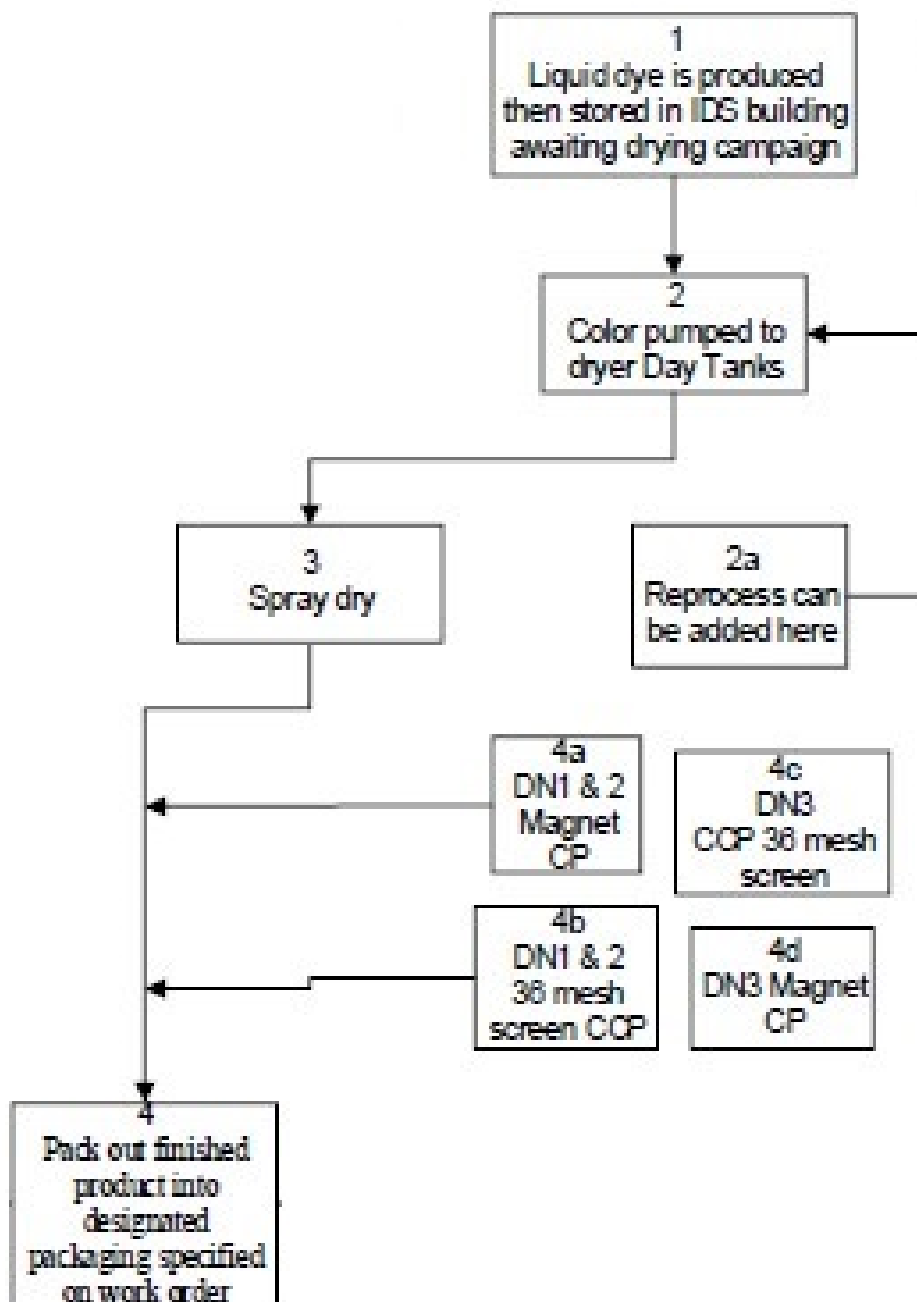 1
Liquid dye is produced
then stored in IDS building
awaiting drying campaign
2
Color pumped to
dryer Day Tanks
3
Spray dry
2a
Reprocess can
be added here
4a
DN1 & 2
Magnet
CP
4c
DN3
CCP 36 mesh
screen
4b
DN1 & 2
36 mesh
screen CCP
4d
DN3 Magnet
CP
4
Pack out finished
product into
designated
packaging specified
on work order